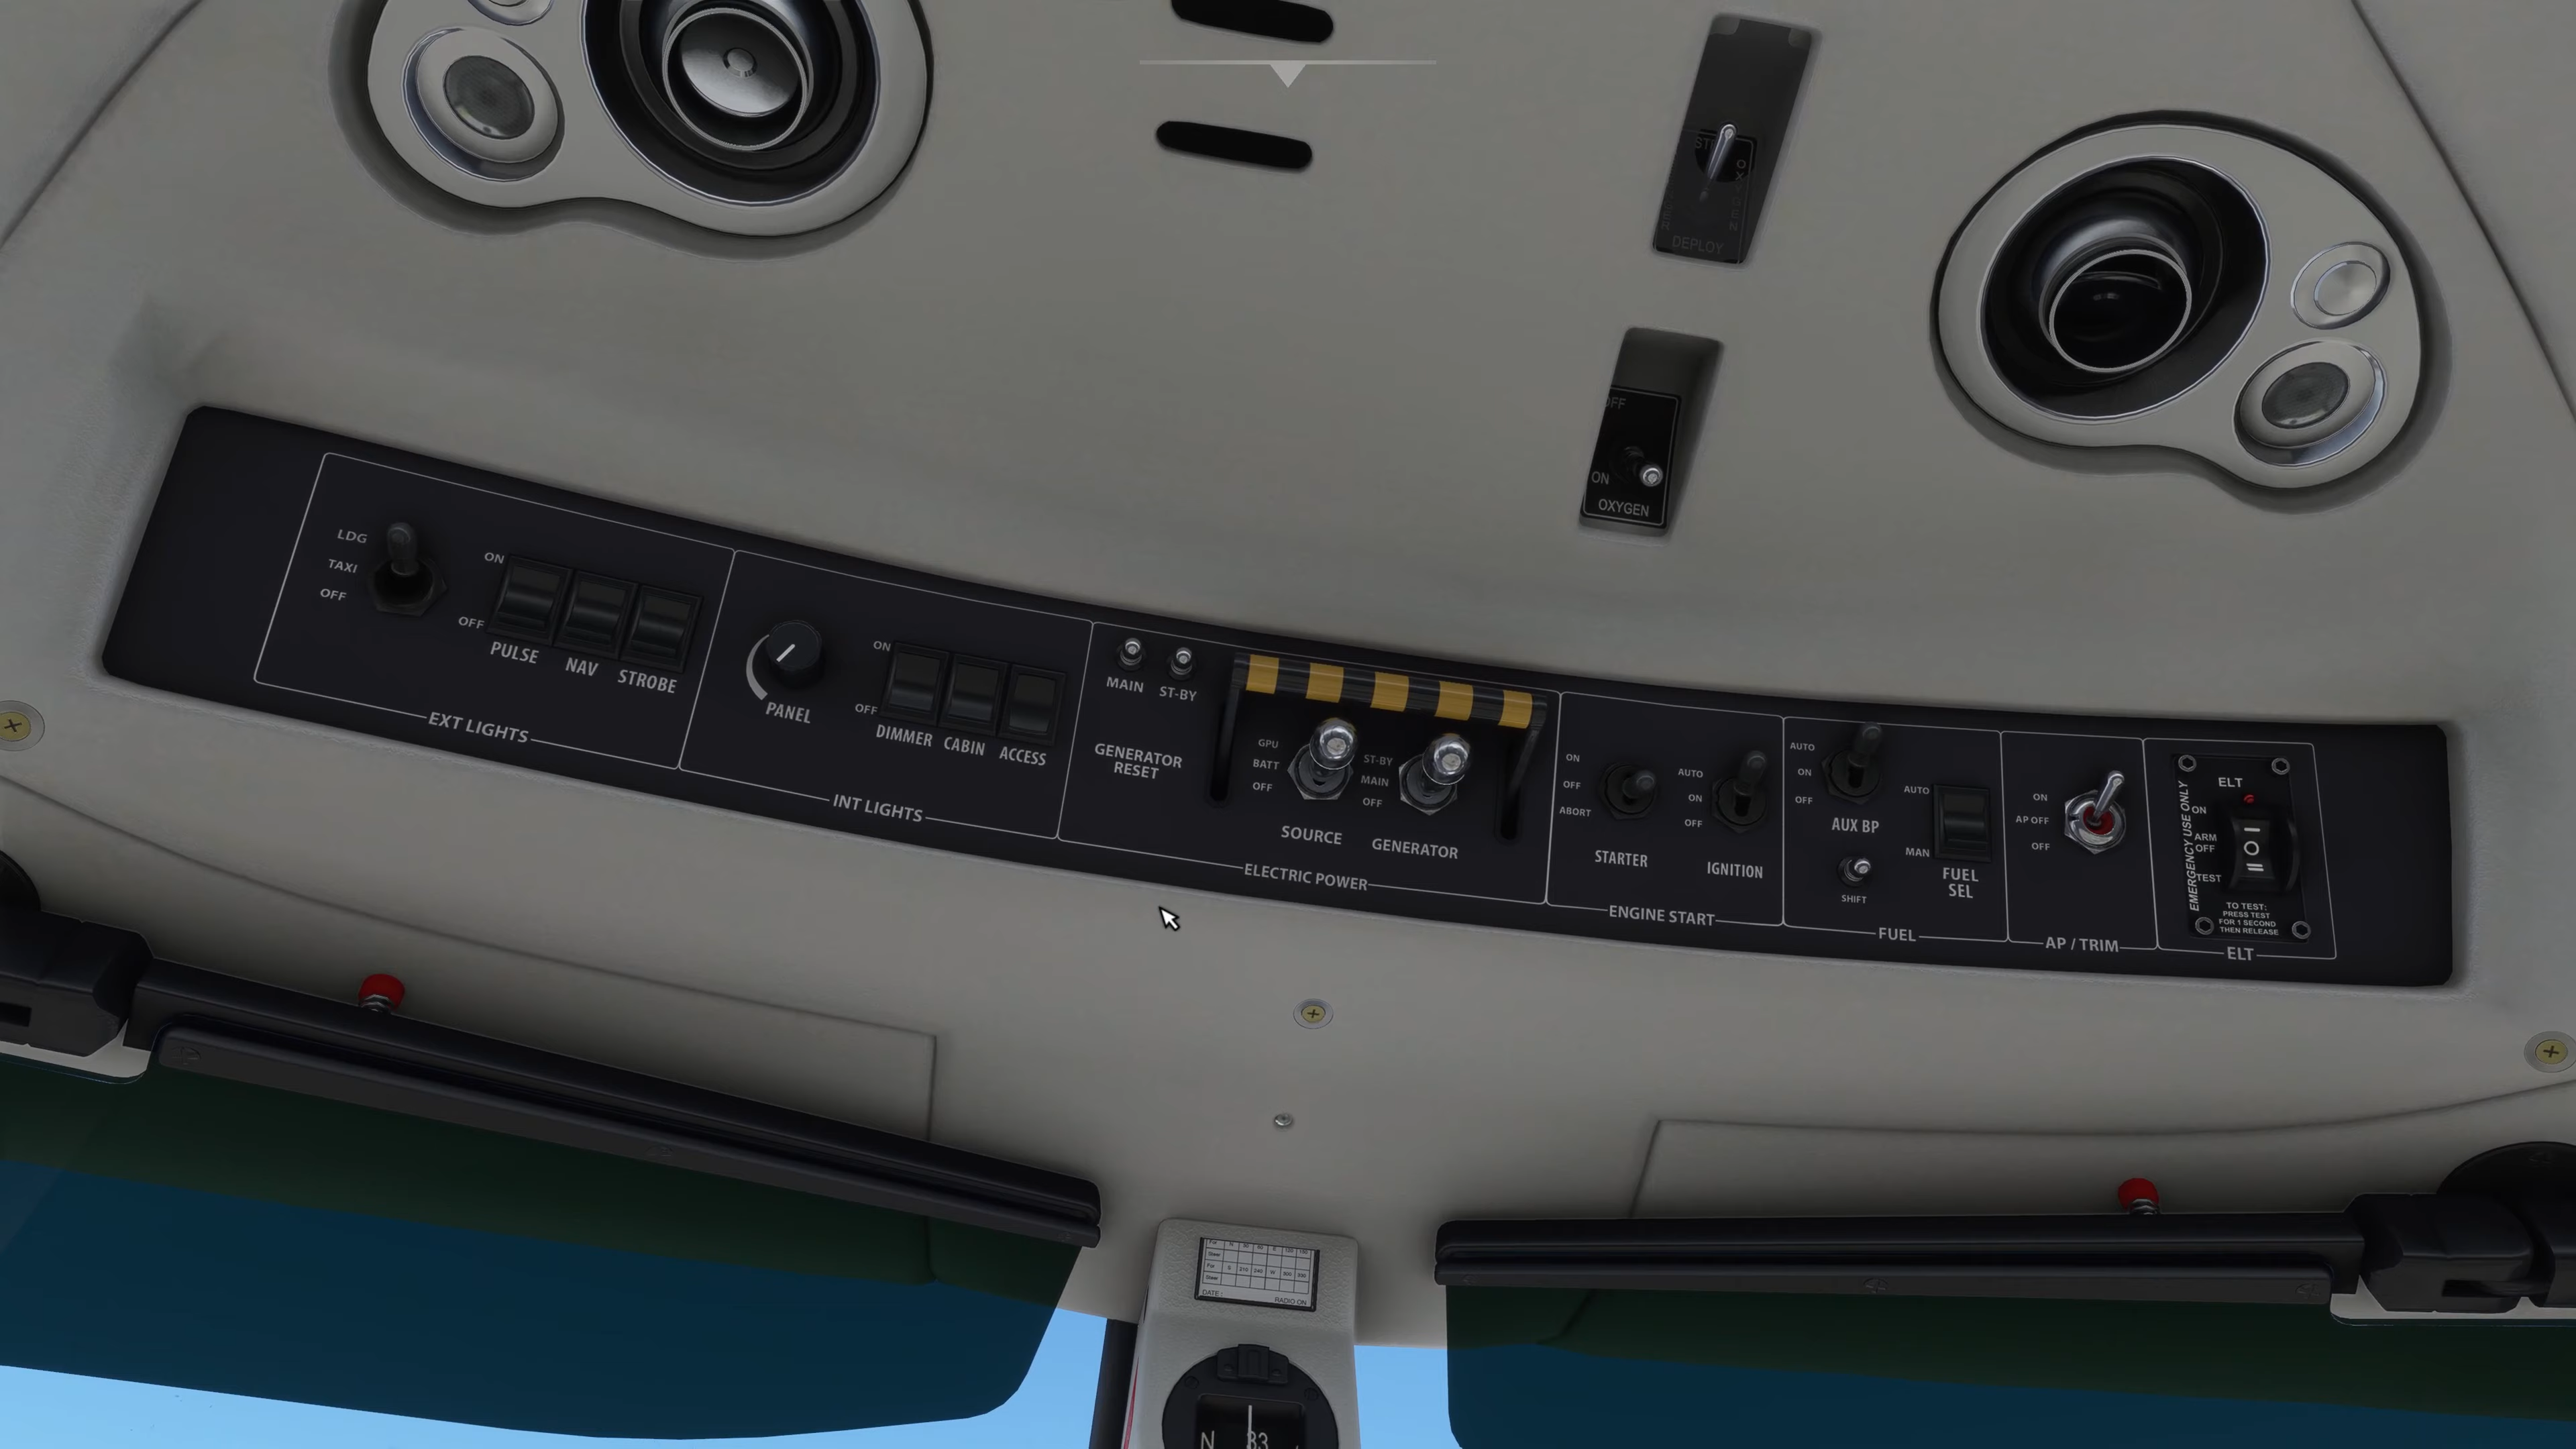 DEPLOY
OFF
ON
OXYGEN
LDG
TAXI
OFF
ON
OFF
PULSE
NAV
STROBE
EXT LIGHTS
PANEL
ON
OFF
DIMMER
CABIN
ACCESS
INT LIGHTS
MAIN
ST-BY
GENERATOR
RESET
GPU
BATT
OFF
SOURCE
ST-BY
MAIN
OFF
GENERATOR
ELECTRIC POWER
ON
OFF
ABORT
STARTER
AUTO
ON
OFF
IGNITION
ENGINE START
AUTO
ON
OFF
AUX BP
SHIFT
AUTO
MAN
FUEL
SEL
FUEL
ON
AP OFF
OFF
AP / TRIM
EMERGENCY USE ONLY
ELT
ON
ARM
OFF
TEST
TO TEST:
PRESS TEST
FOR 1 SECOND
THEN RELEASE
ELT
DATE:
RADIO ON
N 33